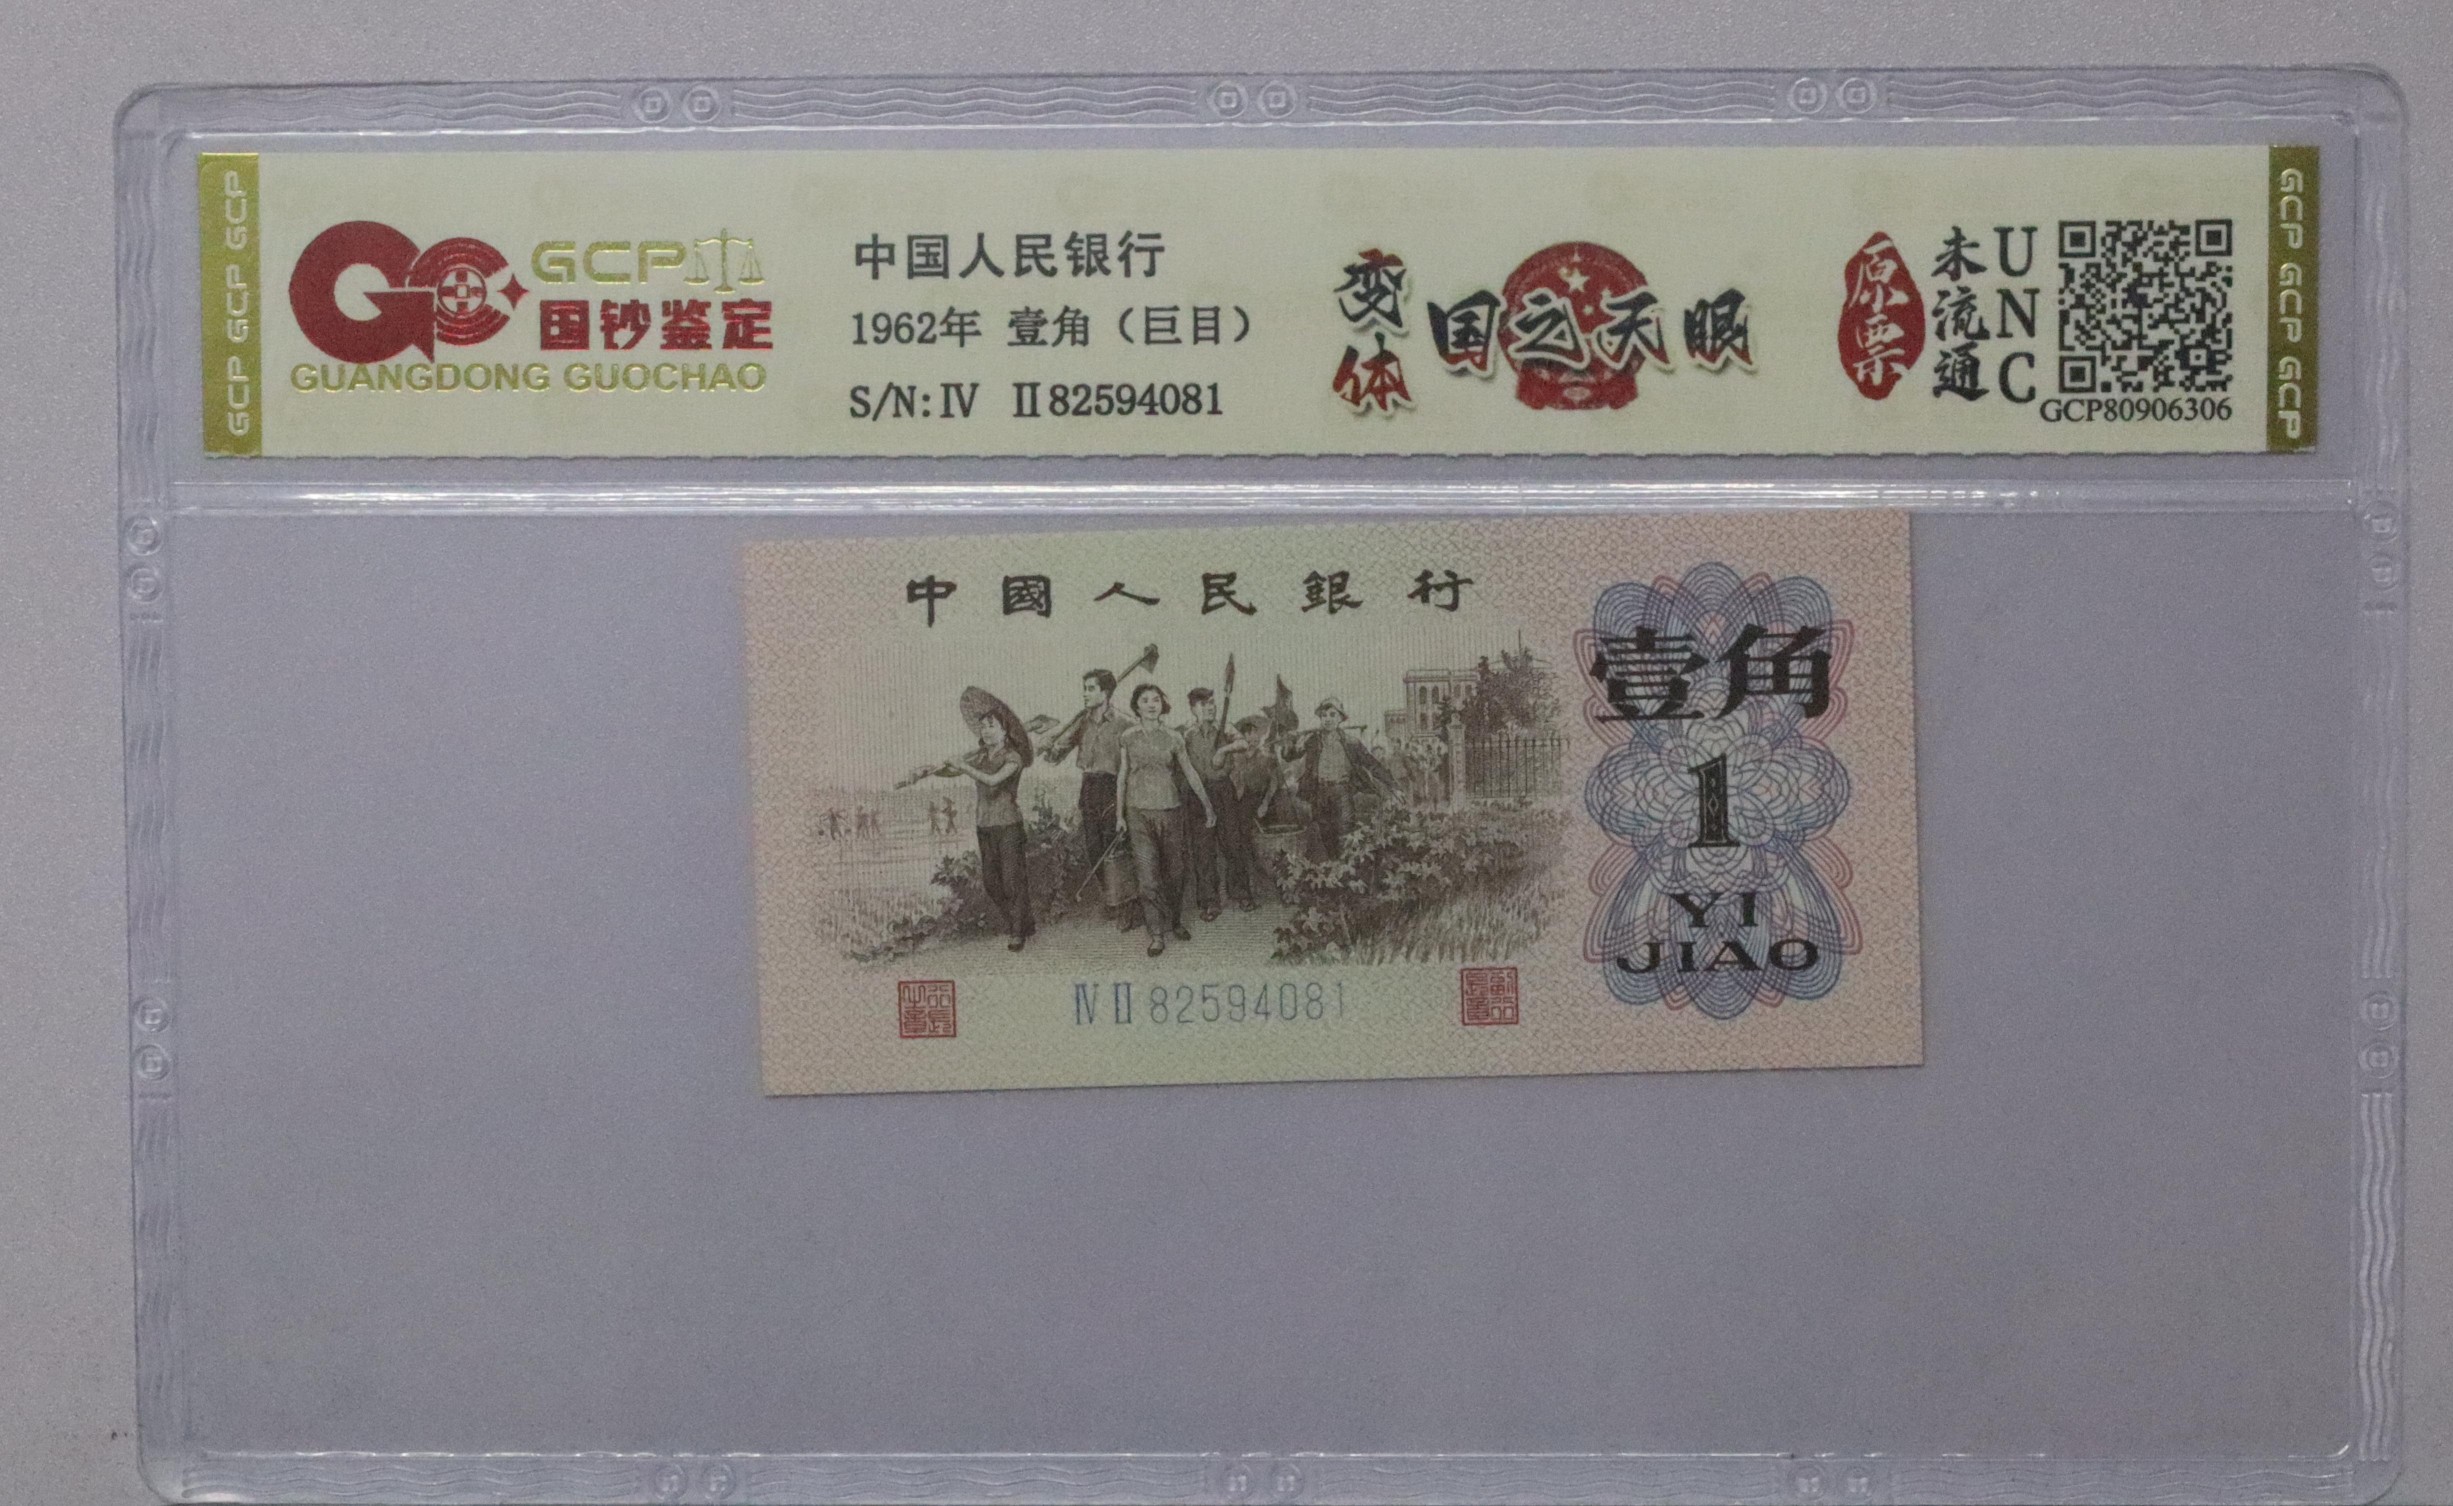 GCP GCP GCP
GCP
国钞鉴定
GUANGDONG GUOCHAO
中国人民银行
1962年 壹角（巨目）
S/N: IV II 82594081
变体
国之天眼
原票
未流通
UNC
GCP80906306
GCP GCP GCP
中國人民銀行
壹角
1
YI
JIAO
IV II 82594081